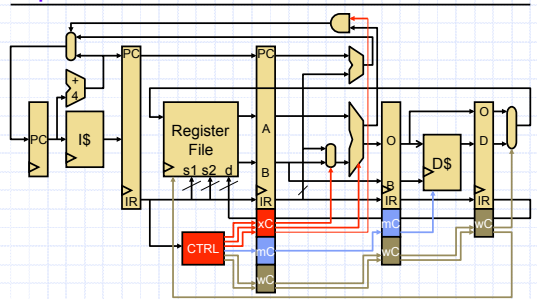 PC
+
4
I$
PC
IR
Register
File
s1 s2 d
CTRL
PC
A
B
IR
xC
mC
wC
O
B
IR
mC
wC
D$
O
D
IR
wC